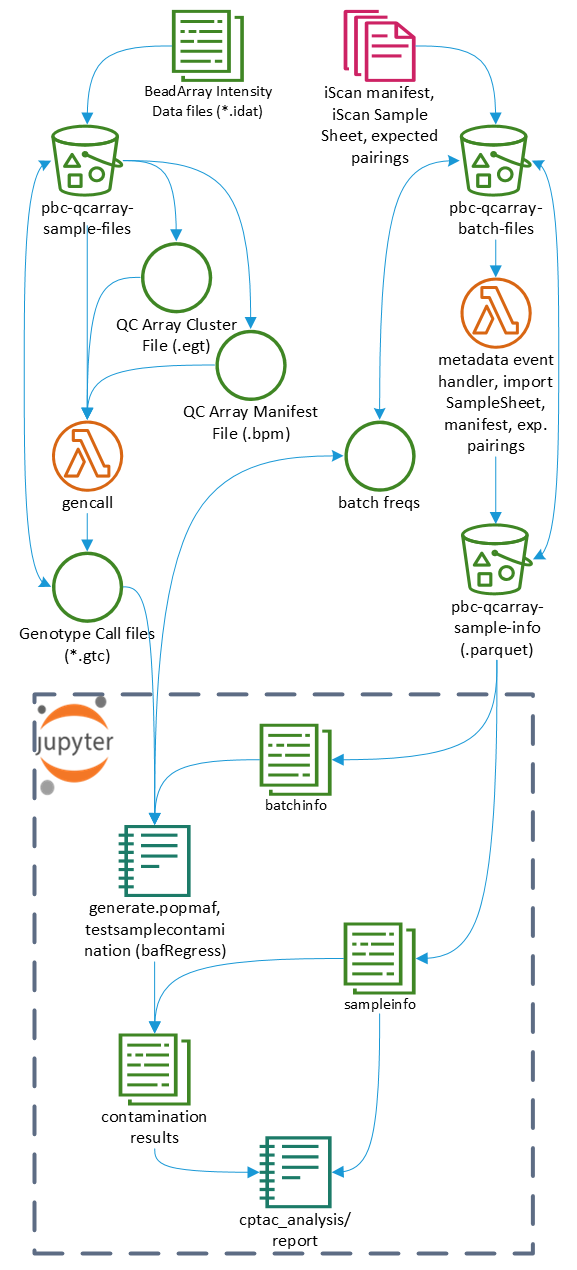 BeadArray Intensity
Data files (*.idat)
iScan manifest,
iScan Sample
Sheet, expected
pairings
pbc-qcarray-
sample-files
pbc-qcarray-
batch-files
QC Array Cluster
File (.egt)
metadata event
handler, import
SampleSheet,
manifest, exp.
pairings
QC Array Manifest
File (.bpm)
gencall
batch freqs
Genotype Call files
(*.gtc)
pbc-qcarray-
sample-info
(.parquet)
jupyter
batchinfo
generate.popmaf,
testsamplecontami
nation (bafRegress)
sampleinfo
contamination
results
cptac_analysis/
report